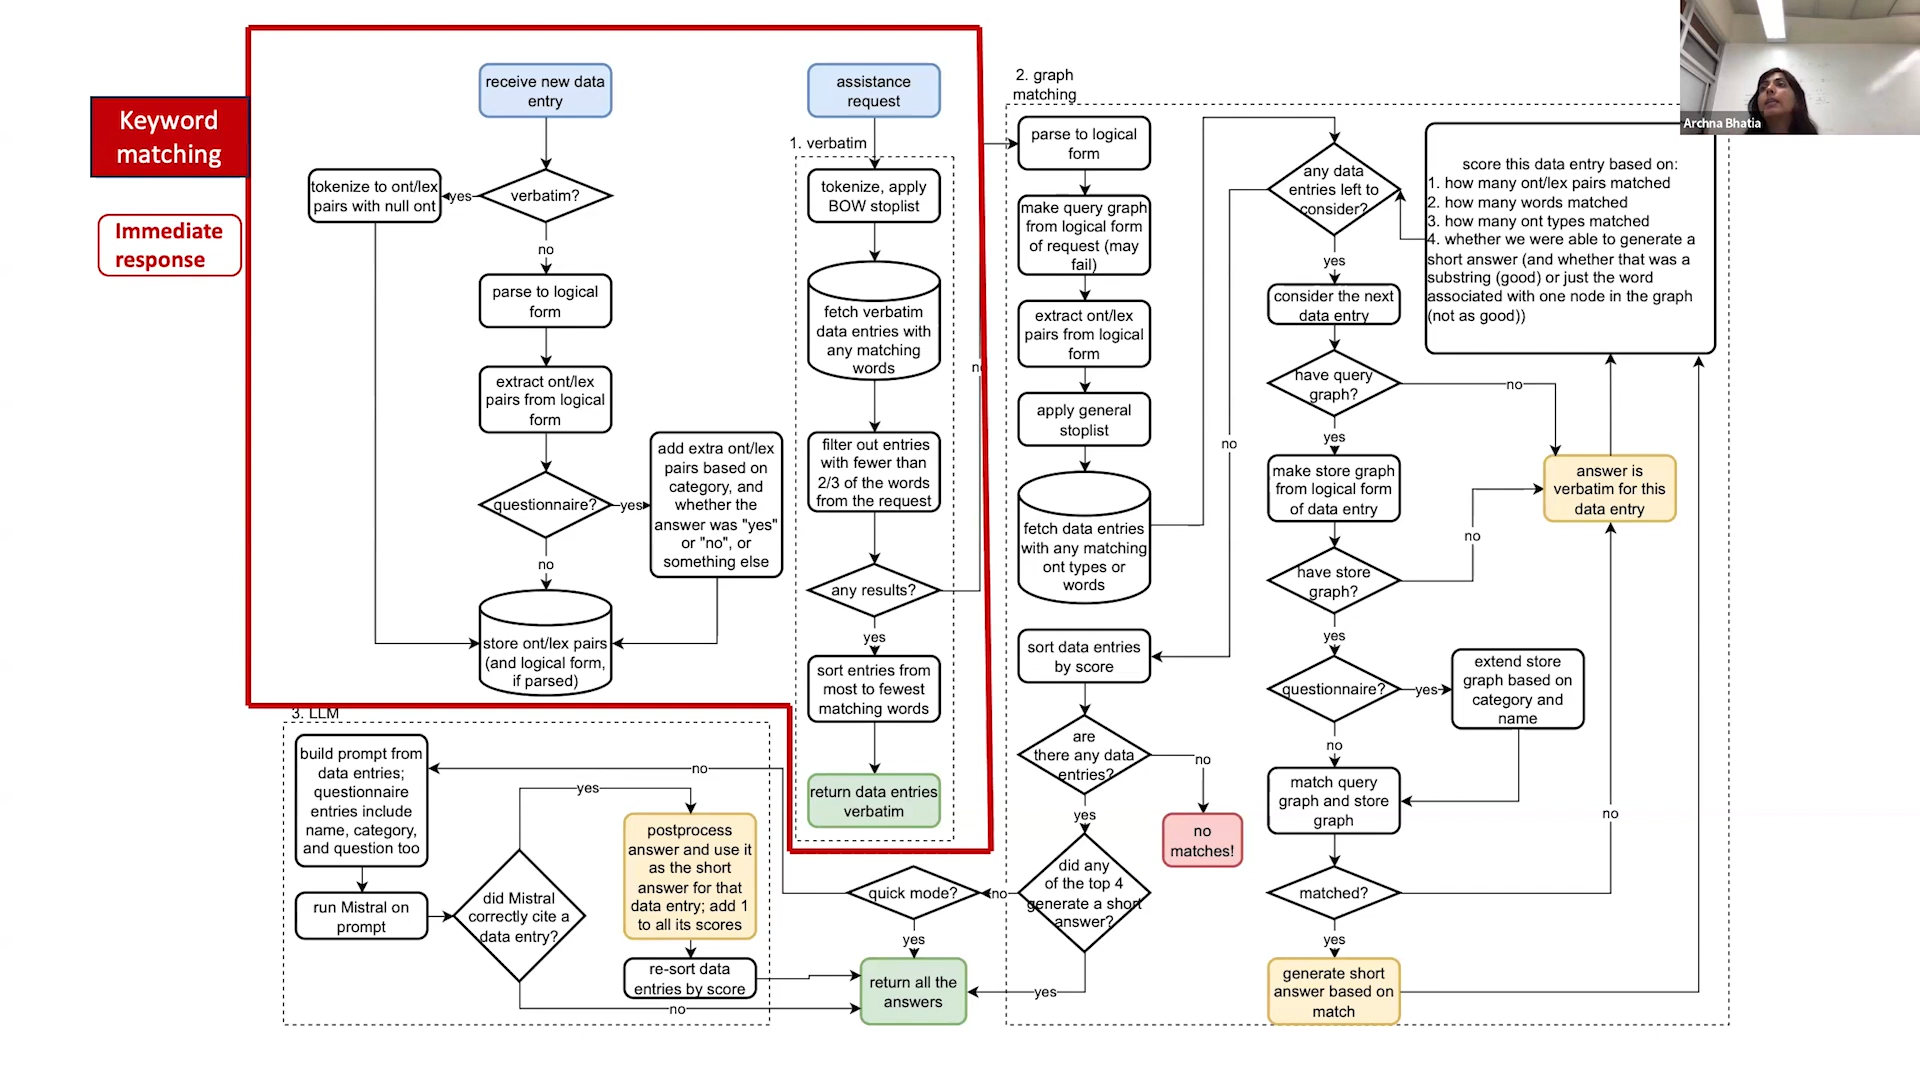 Keyword
matching
Immediate
response
receive new data
entry
tokenize to ont/lex
pairs with null ont
yes
verbatim?
no
parse to logical
form
extract ont/lex
pairs from logical
form
questionnaire?
yes
add extra ont/lex
pairs based on
category, and
whether the
answer was "yes"
or "no", or
something else
no
store ont/lex pairs
(and logical form,
if parsed)
assistance
request
1. verbatim
tokenize, apply
BOW stoplist
fetch verbatim
data entries with
any matching
words
filter out entries
with fewer than
2/3 of the words
from the request
any results?
no
yes
sort entries from
most to fewest
matching words
return data entries
verbatim
2. graph
matching
parse to logical
form
make query graph
from logical form
of request (may
fail)
extract ont/lex
pairs from logical
form
apply general
stoplist
fetch data entries
with any matching
ont types or
words
sort data entries
by score
are
there any data
entries?
no
no
matches!
yes
did any
of the top 4
generate a short
answer?
no
yes
any data
entries left to
consider?
no
yes
consider the next
data entry
have query
graph?
no
yes
make store graph
from logical form
of data entry
have store
graph?
no
yes
questionnaire?
yes
extend store
graph based on
category and
name
no
match query
graph and store
graph
matched?
no
yes
generate short
answer based on
match
answer is
verbatim for this
data entry
score this data entry based on:
1. how many ont/lex pairs matched
2. how many words matched
3. how many ont types matched
4. whether we were able to generate a
short answer (and whether that was a
substring (good) or just the word
associated with one node in the graph
(not as good))
Archna Bhatia
3. LLM
build prompt from
data entries;
questionnaire
entries include
name, category,
and question too
run Mistral on
prompt
did Mistral
correctly cite a
data entry?
yes
no
postprocess
answer and use it
as the short
answer for that
data entry; add 1
to all its scores
re-sort data
entries by score
quick mode?
no
yes
return all the
answers